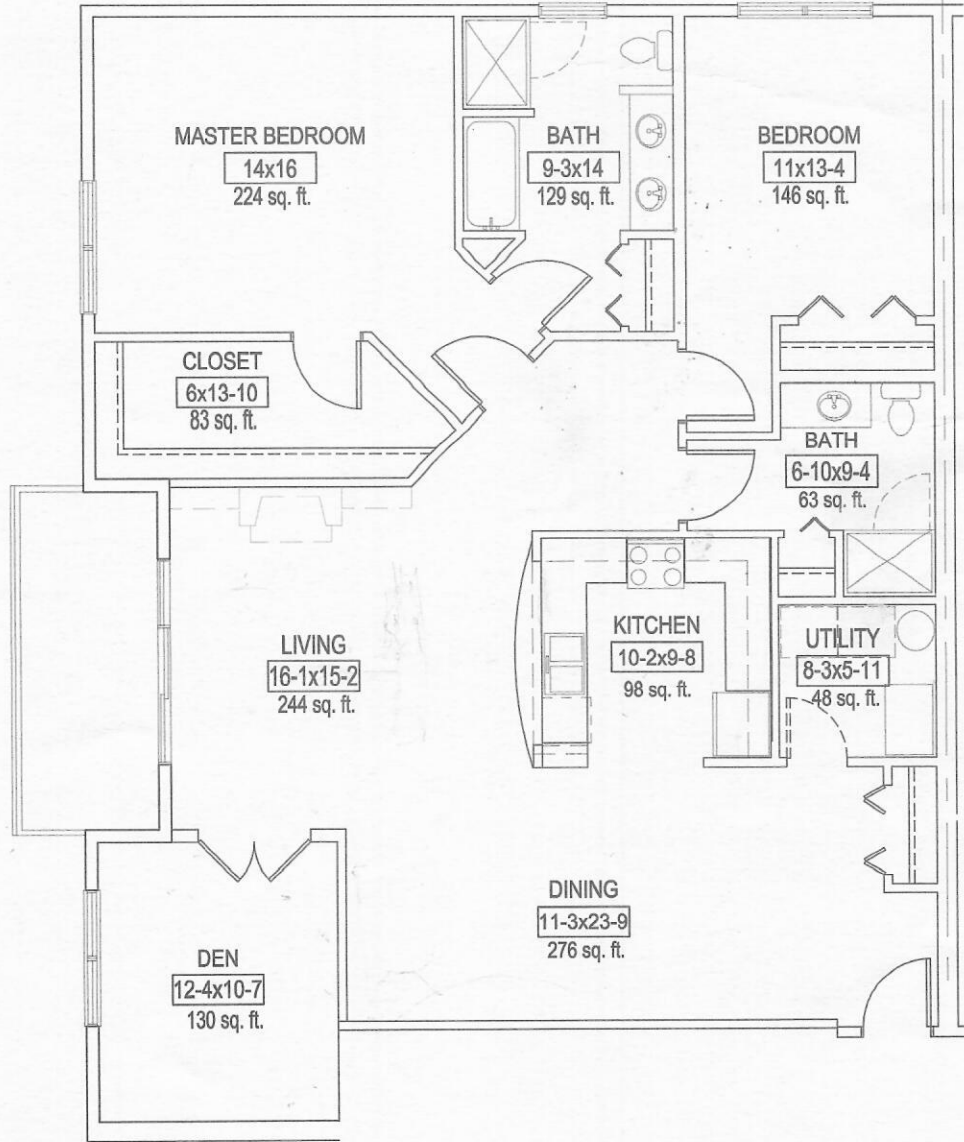 MASTER BEDROOM
14x16
224 sq. ft.
BATH
9-3x14
129 sq. ft.
BEDROOM
11x13-4
146 sq. ft.
CLOSET
6x13-10
83 sq. ft.
BATH
6-10x9-4
63 sq. ft.
LIVING
16-1x15-2
244 sq. ft.
KITCHEN
10-2x9-8
98 sq. ft.
UTILITY
8-3x5-11
48 sq. ft.
DINING
11-3x23-9
276 sq. ft.
DEN
12-4x10-7
130 sq. ft.